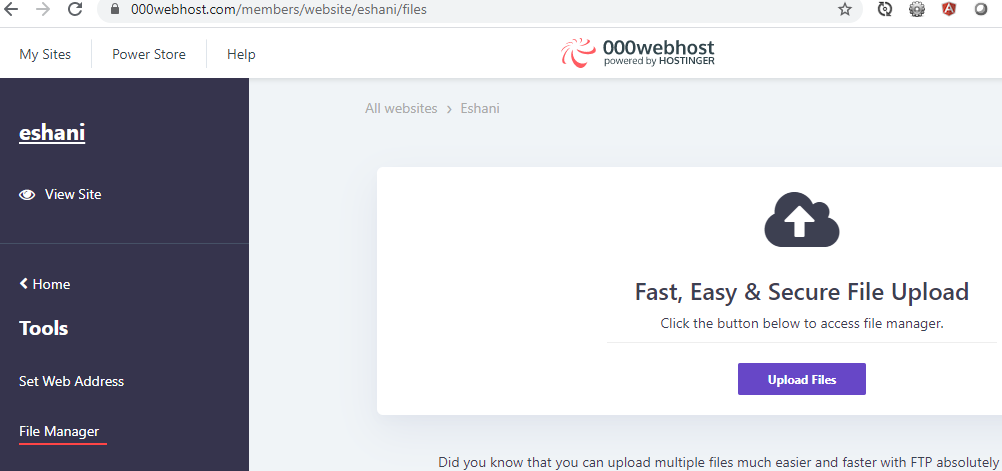 000webhost.com/members/website/eshani/files
My Sites
Power Store
Help
000webhost
powered by HOSTINGER
eshani
View Site
Home
Tools
Set Web Address
File Manager
All websites › Eshani
Fast, Easy & Secure File Upload
Click the button below to access file manager.
Upload Files
Did you know that you can upload multiple files much easier and faster with FTP absolutely